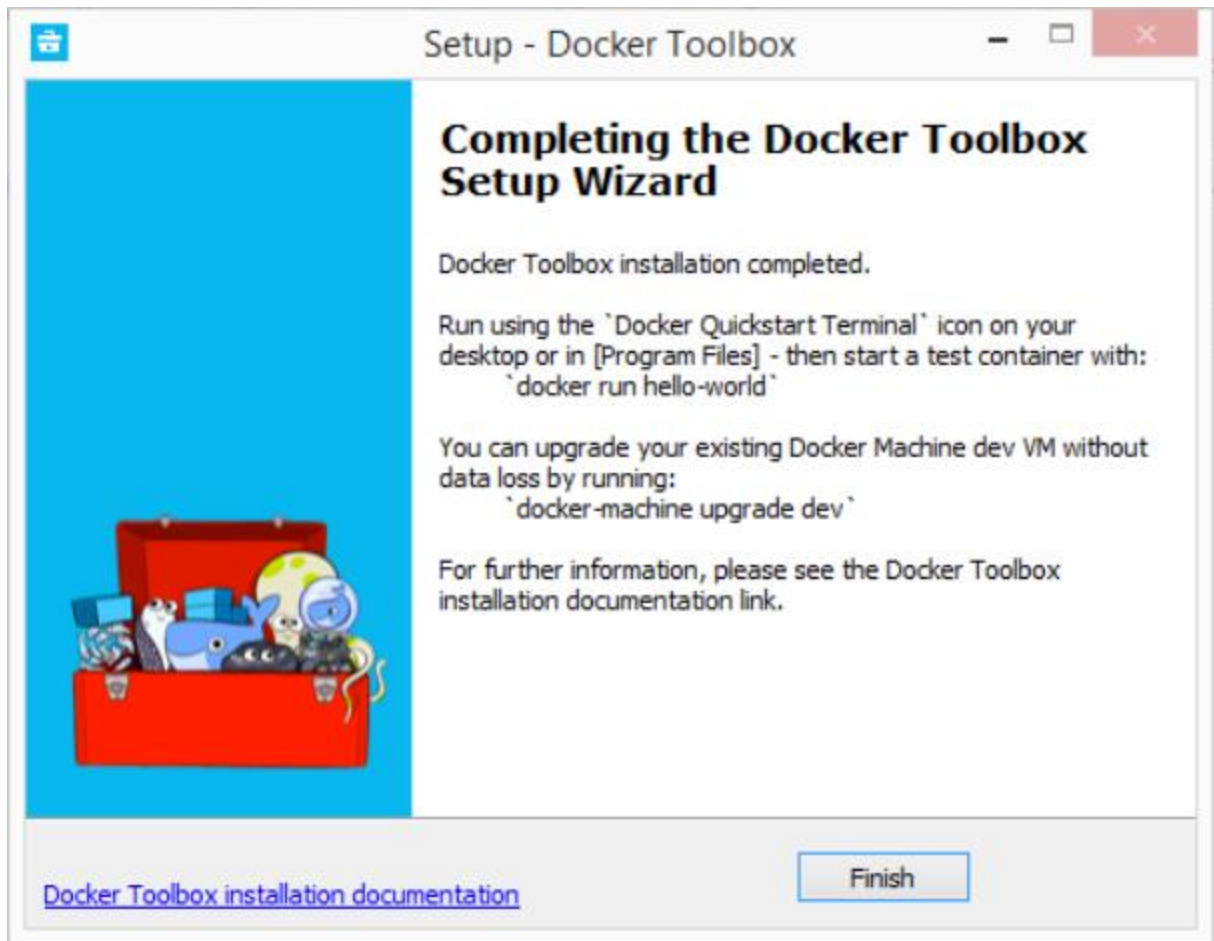 Setup - Docker Toolbox
Completing the Docker Toolbox
Setup Wizard
Docker Toolbox installation completed.
Run using the `Docker Quickstart Terminal` icon on your
desktop or in [Program Files] - then start a test container with:
`docker run hello-world`
You can upgrade your existing Docker Machine dev VM without
data loss by running:
`docker-machine upgrade dev`
For further information, please see the Docker Toolbox
installation documentation link.
Docker Toolbox installation documentation
Finish